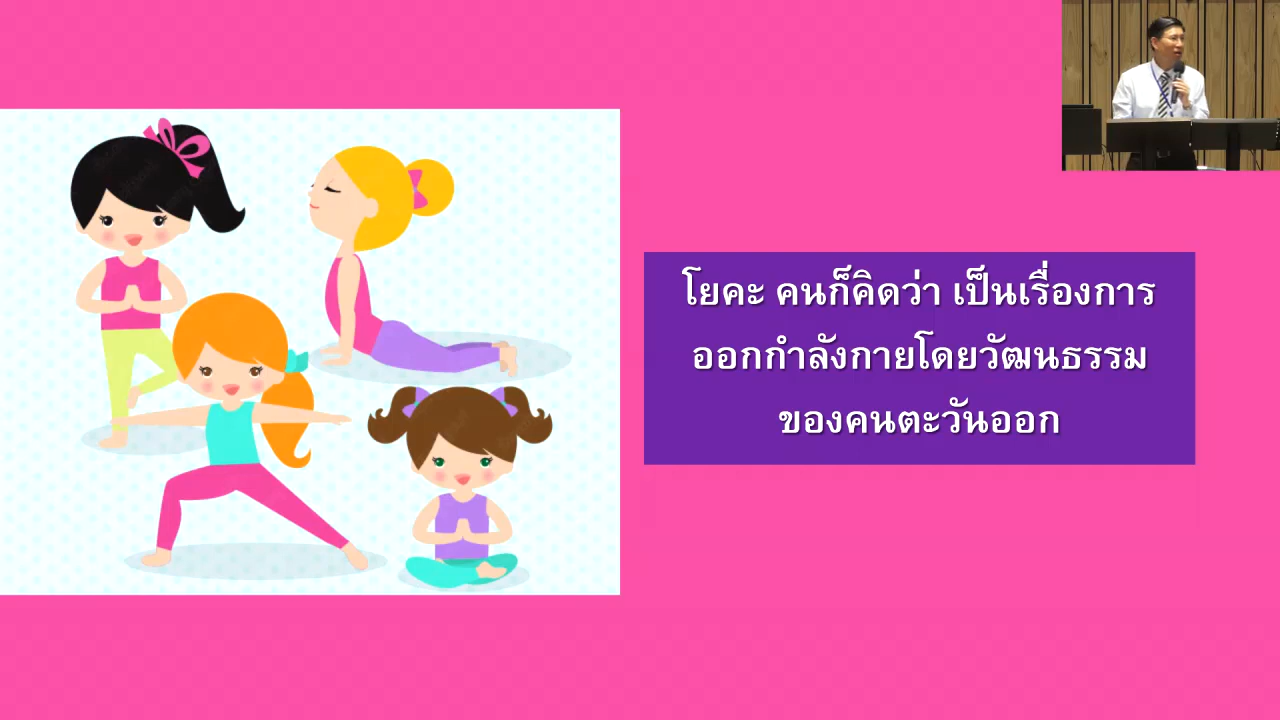 โยคะ คนก็คิดว่า เป็นเรื่องการ
ออกกำลังกายโดยวัฒนธรรม
ของคนตะวันออก